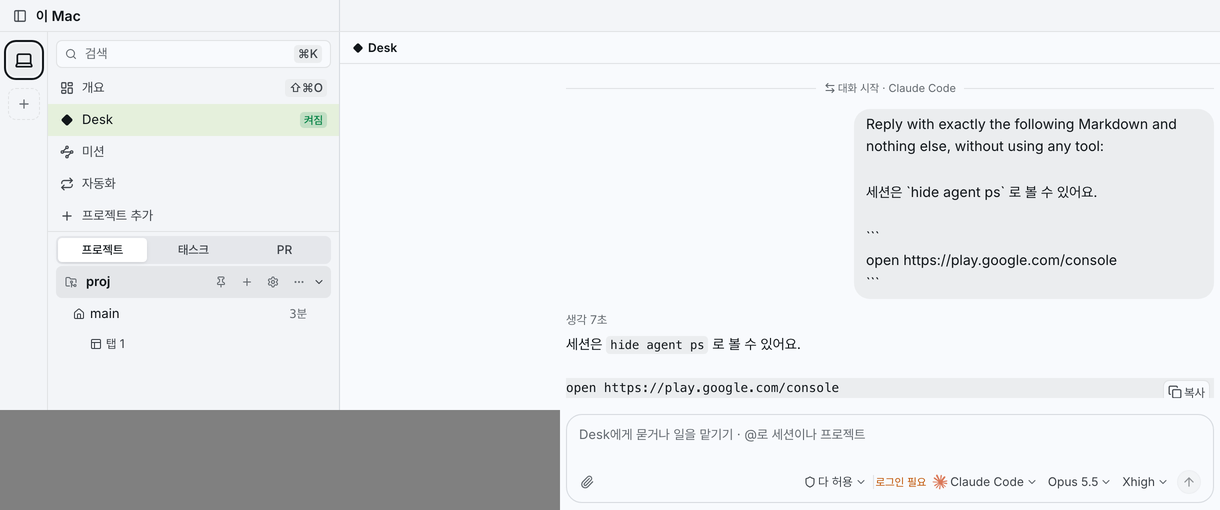 이 Mac
검색 ⌘K
개요 ⇧⌘O
Desk 켜짐
미션
자동화
프로젝트 추가
프로젝트 태스크 PR
proj
main 3분
탭 1
Desk
대화 시작 · Claude Code
Reply with exactly the following Markdown and
nothing else, without using any tool:
세션은 `hide agent ps` 로 볼 수 있어요.
```
open https://play.google.com/console
```
생각 7초
세션은 hide agent ps 로 볼 수 있어요.
open https://play.google.com/console
복사
Desk에게 묻거나 일을 맡기기 · @로 세션이나 프로젝트
다 허용 로그인 필요 Claude Code Opus 5.5 Xhigh